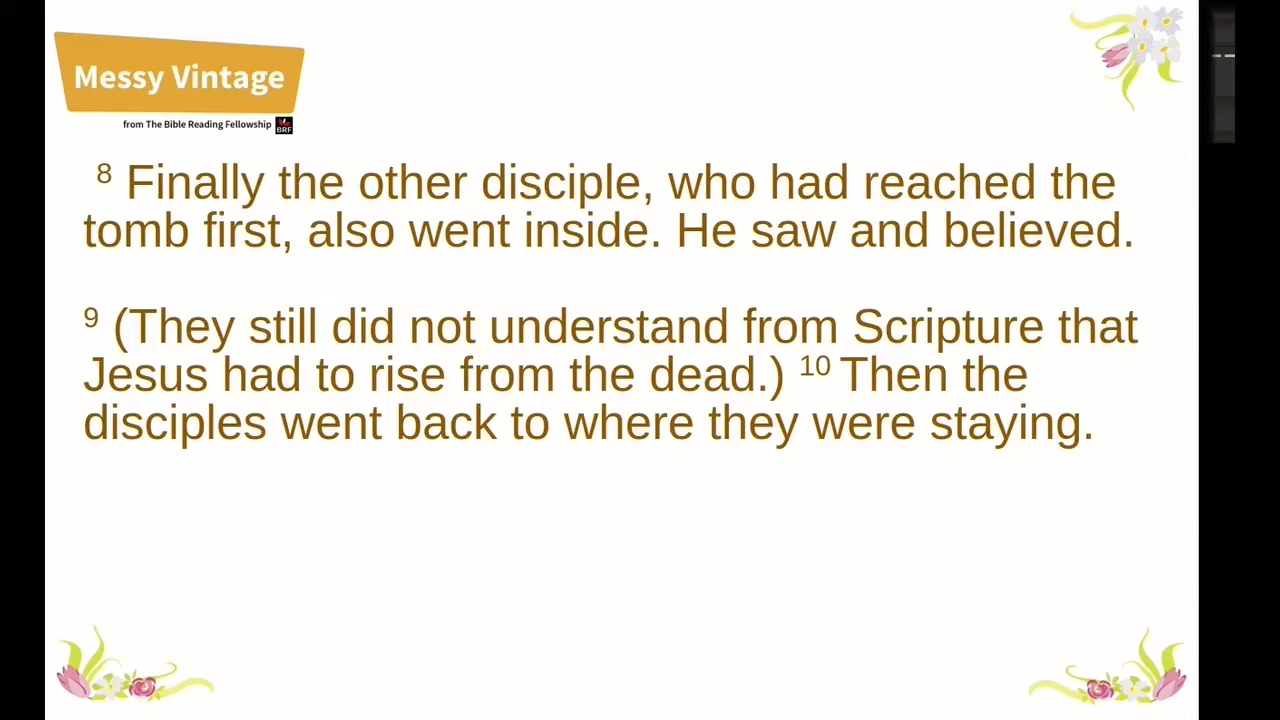 Messy Vintage
from The Bible Reading Fellowship BRF
8 Finally the other disciple, who had reached the
tomb first, also went inside. He saw and believed.
9 (They still did not understand from Scripture that
Jesus had to rise from the dead.) 10 Then the
disciples went back to where they were staying.